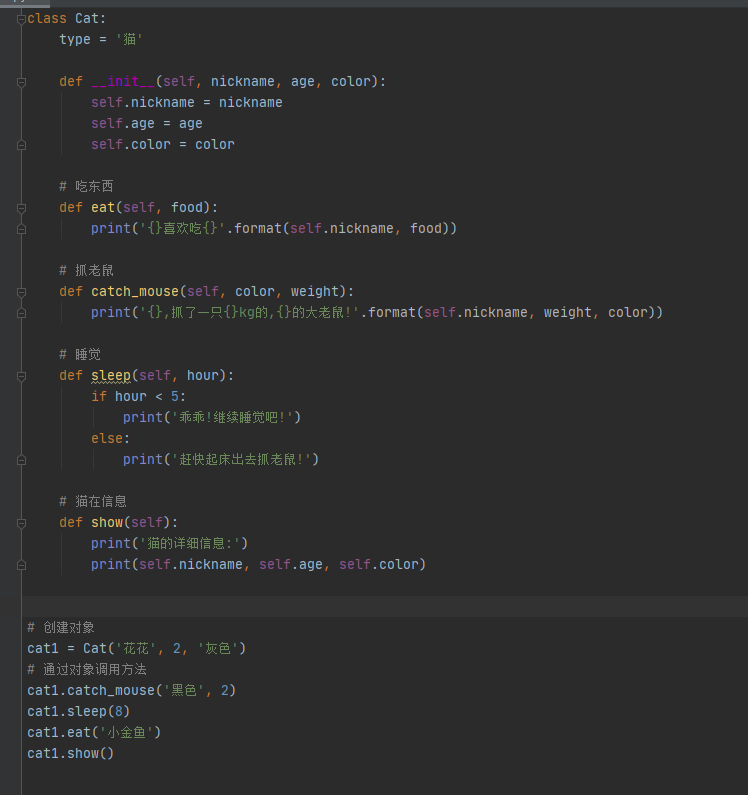 class Cat:
    type = '猫'

    def __init__(self, nickname, age, color):
        self.nickname = nickname
        self.age = age
        self.color = color

    # 吃东西
    def eat(self, food):
        print('{}喜欢吃{}'.format(self.nickname, food))

    # 抓老鼠
    def catch_mouse(self, color, weight):
        print('{},抓了一只{}kg的,{}的大老鼠!'.format(self.nickname, weight, color))

    # 睡觉
    def sleep(self, hour):
        if hour < 5:
            print('乖乖!继续睡觉吧!')
        else:
            print('赶快起床出去抓老鼠!')

    # 猫在信息
    def show(self):
        print('猫的详细信息:')
        print(self.nickname, self.age, self.color)


# 创建对象
cat1 = Cat('花花', 2, '灰色')
# 通过对象调用方法
cat1.catch_mouse('黑色', 2)
cat1.sleep(8)
cat1.eat('小金鱼')
cat1.show()